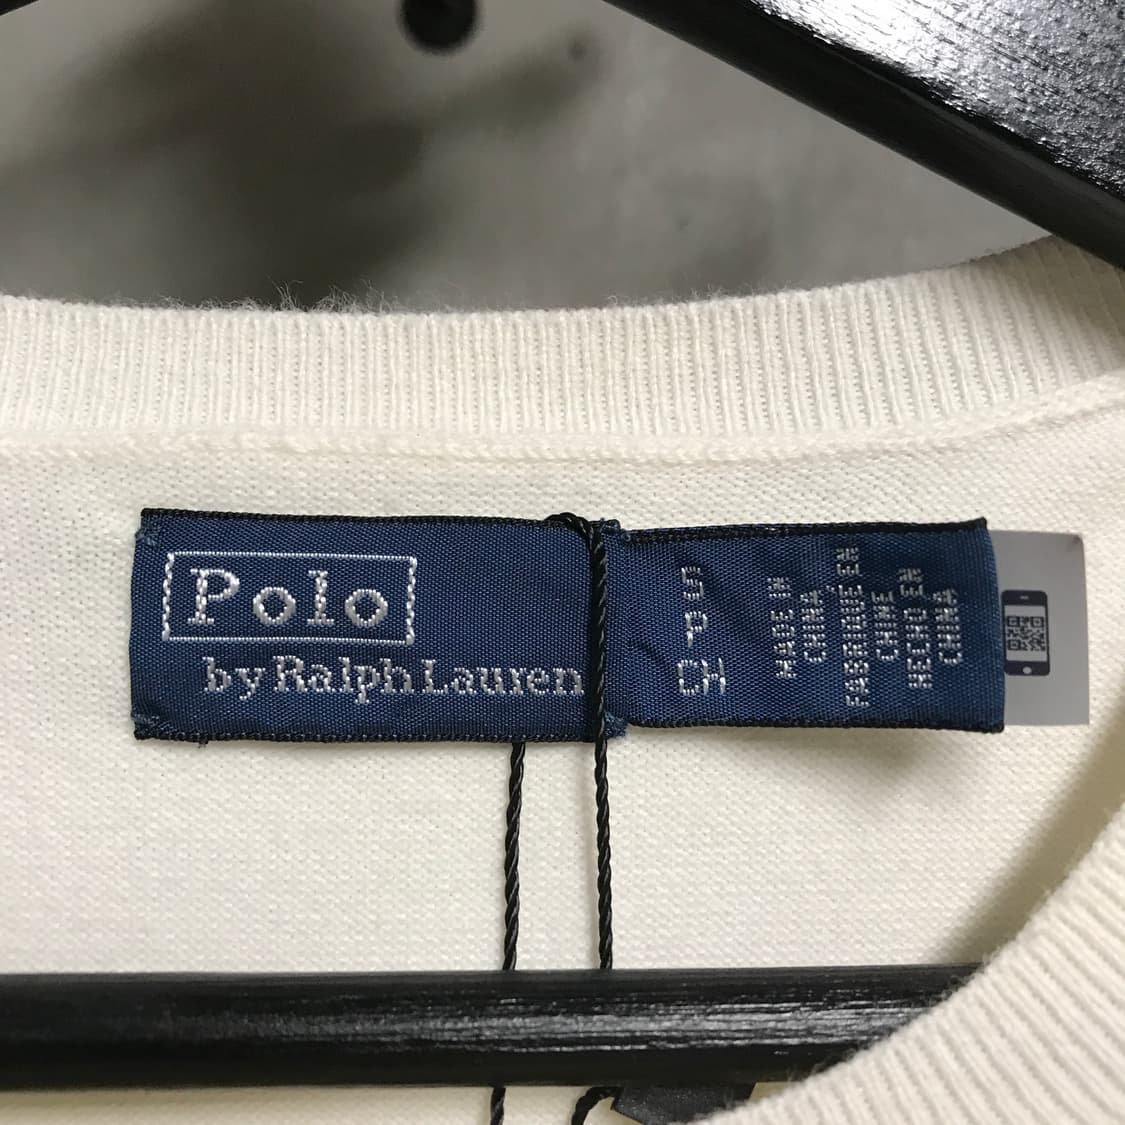 Polo
by Ralph Lauren
S
P
CH
MADE IN
CHINA
FABRIQUÉ EN
CHINE
HECHO EN
CHINA